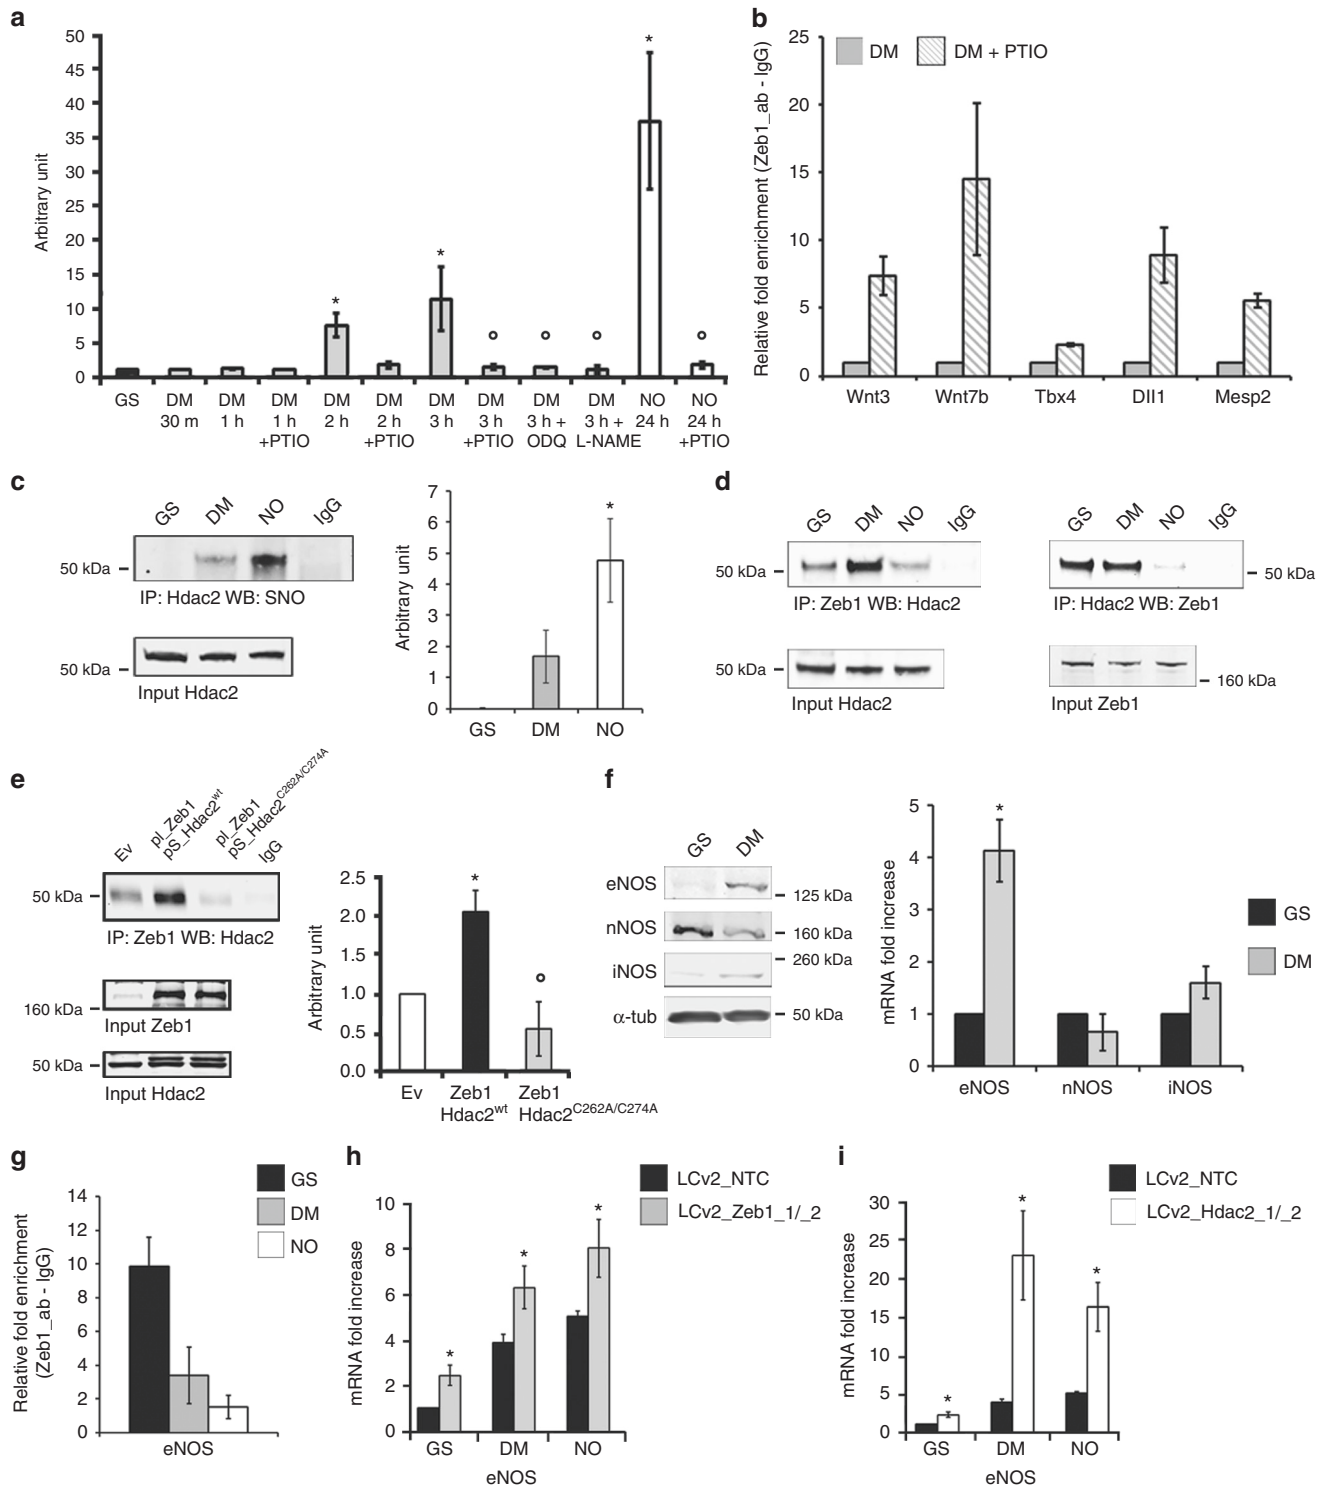 a
50
45
40
35
30
25
20
15
10
5
0
Arbitrary unit
*
*
*
GS
DM 30 m
DM 1 h
DM 1 h +PTIO
DM 2 h
DM 2 h +PTIO
DM 3 h
DM 3 h +PTIO
DM 3 h + ODQ
DM 3 h + L-NAME
NO 24 h
NO 24 h +PTIO
b
DM
DM + PTIO
25
20
15
10
5
0
Relative fold enrichment (Zeb1_ab - IgG)
Wnt3
Wnt7b
Tbx4
Dll1
Mesp2
c
GS
DM
NO
IgG
50 kDa
IP: Hdac2 WB: SNO
50 kDa
Input Hdac2
7
6
5
4
3
2
1
0
Arbitrary unit
*
GS
DM
NO
d
GS
DM
NO
IgG
50 kDa
IP: Zeb1 WB: Hdac2
50 kDa
Input Hdac2
GS
DM
NO
IgG
50 kDa
IP: Hdac2 WB: Zeb1
160 kDa
Input Zeb1
e
Ev
pI_Zeb1
pS_Hdac2wt
pI_Zeb1
pS_Hdac2C262A/C274A
IgG
50 kDa
IP: Zeb1 WB: Hdac2
160 kDa
Input Zeb1
50 kDa
Input Hdac2
2.5
2.0
1.5
1.0
0.5
0.0
Arbitrary unit
*
Ev
Zeb1
Hdac2wt
Zeb1
Hdac2C262A/C274A
f
GS
DM
eNOS
125 kDa
nNOS
160 kDa
260 kDa
iNOS
α-tub
50 kDa
5
4
3
2
1
0
mRNA fold increase
*
eNOS
nNOS
iNOS
GS
DM
g
GS
DM
NO
14
12
10
8
6
4
2
0
Relative fold enrichment
(Zeb1_ab - IgG)
eNOS
h
LCv2_NTC
LCv2_Zeb1_1/_2
10
8
6
4
2
0
mRNA fold increase
*
*
*
GS
DM
NO
eNOS
i
LCv2_NTC
LCv2_Hdac2_1/_2
30
25
20
15
10
5
0
mRNA fold increase
*
*
*
GS
DM
NO
eNOS